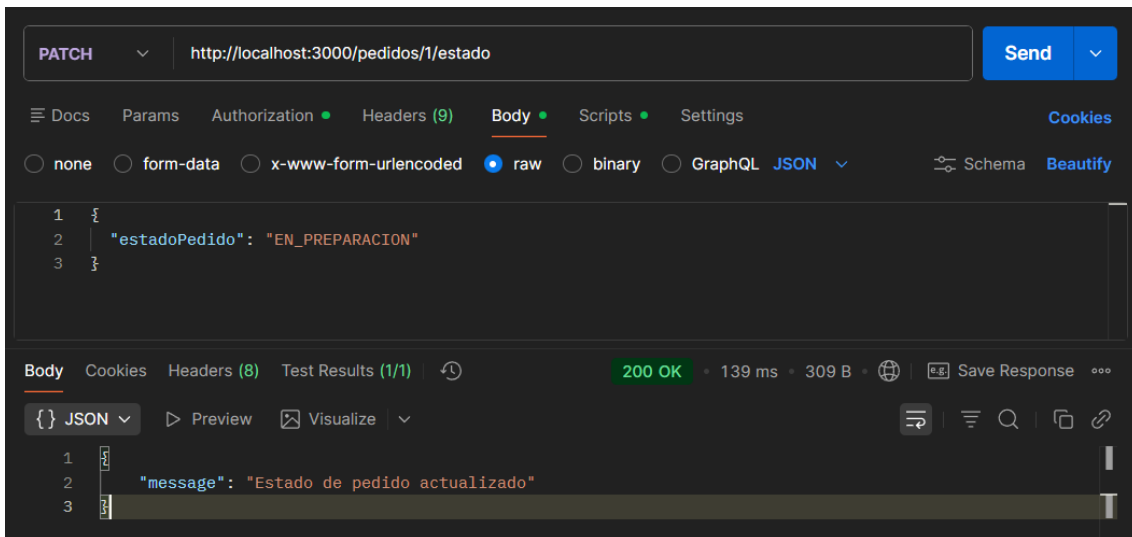 PATCH http://localhost:3000/pedidos/1/estado Send
Docs Params Authorization Headers (9) Body Scripts Settings Cookies
none form-data x-www-form-urlencoded raw binary GraphQL JSON Schema Beautify
1 {
2 "estadoPedido": "EN_PREPARACION"
3 }
Body Cookies Headers (8) Test Results (1/1) 200 OK • 139 ms • 309 B • e.g. Save Response
{} JSON Preview Visualize
1 {
2 "message": "Estado de pedido actualizado"
3 }